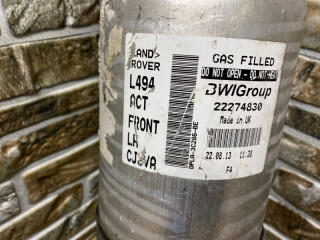 LAND-
ROVER
L494
ACT
FRONT
LH
CJSVA
GAS FILLED
DO NOT OPEN - DO NOT HEAT
BWIGroup
22274830
Made in UK
22.08.13 11:38
F4